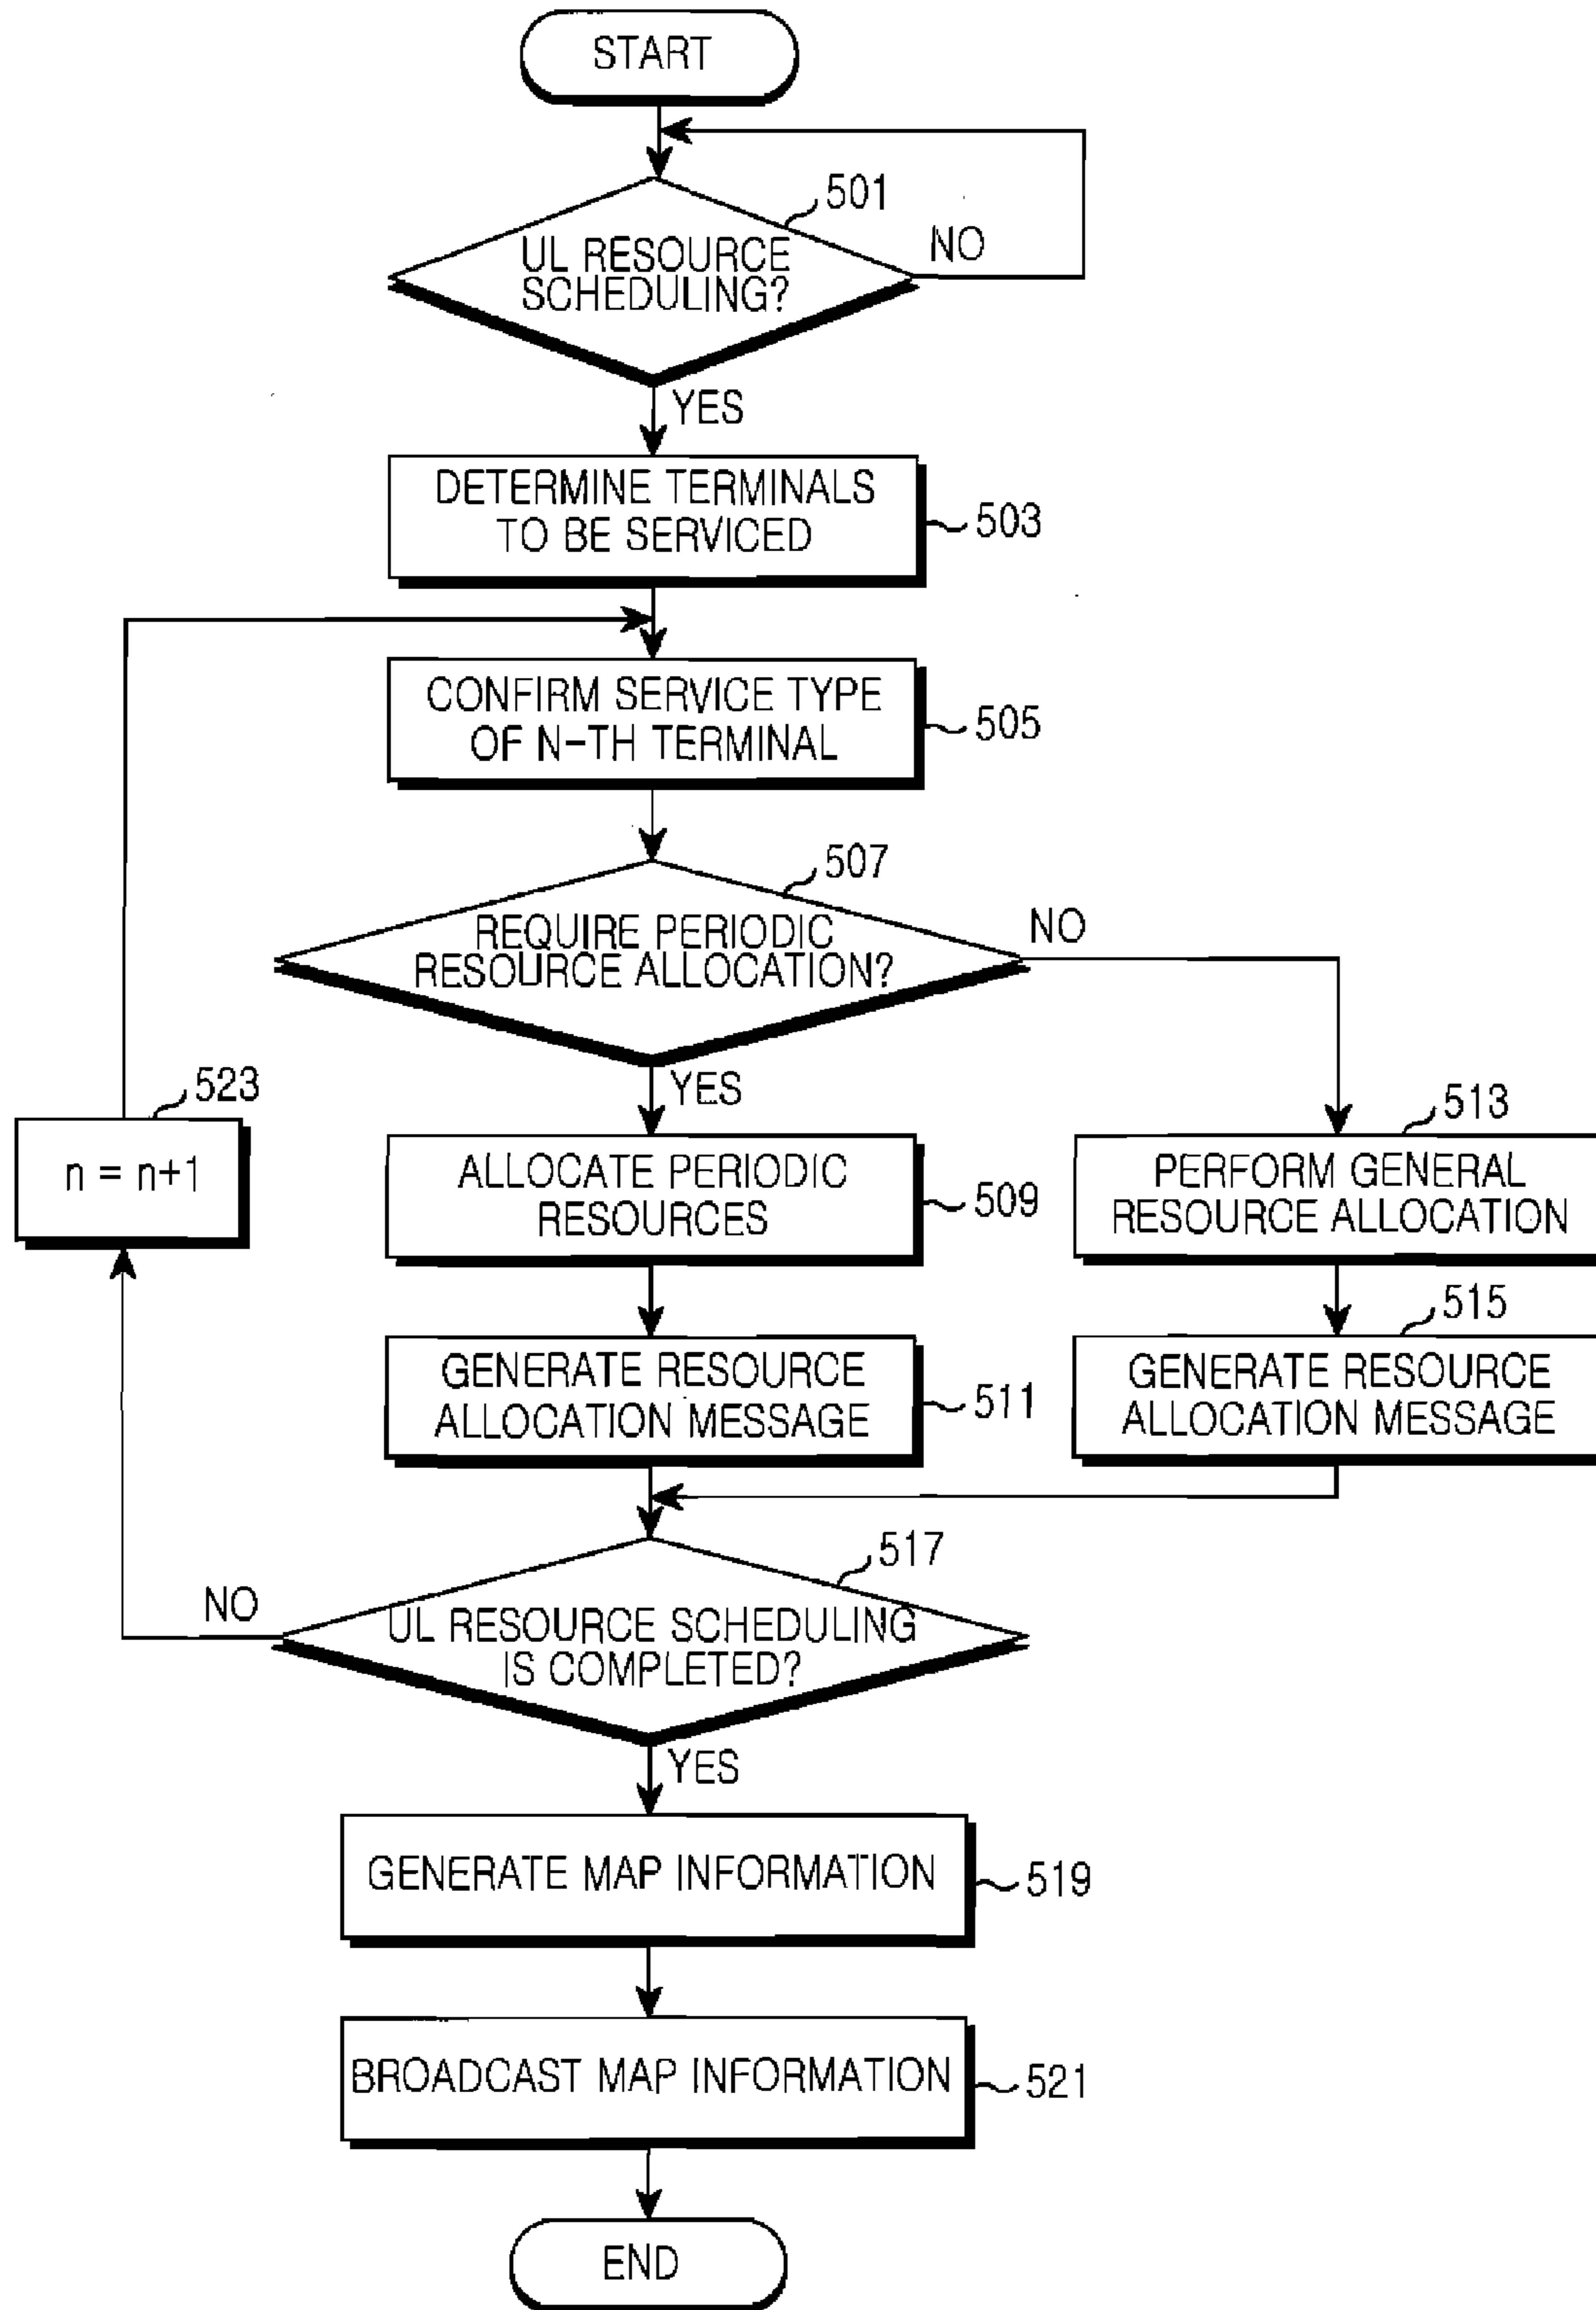 START
501
UL RESOURCE
SCHEDULING?
NO
YES
DETERMINE TERMINALS
TO BE SERVICED
503
CONFIRM SERVICE TYPE
OF N-TH TERMINAL
505
507
REQUIRE PERIODIC
RESOURCE ALLOCATION?
NO
YES
523
n = n+1
ALLOCATE PERIODIC
RESOURCES
509
513
PERFORM GENERAL
RESOURCE ALLOCATION
GENERATE RESOURCE
ALLOCATION MESSAGE
511
515
GENERATE RESOURCE
ALLOCATION MESSAGE
517
UL RESOURCE SCHEDULING
IS COMPLETED?
NO
YES
GENERATE MAP INFORMATION
519
BROADCAST MAP INFORMATION
521
END